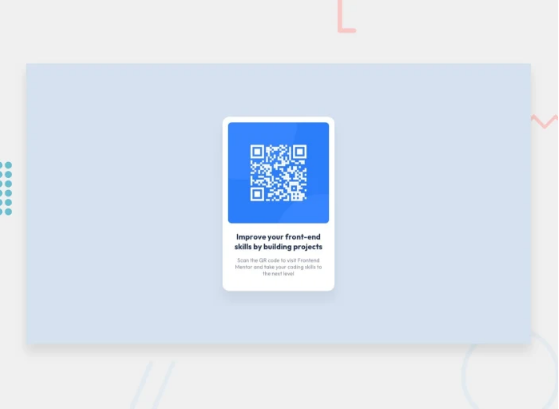 Improve your front-end
skills by building projects
Scan the QR code to visit Frontend
Mentor and take your coding skills to
the next level